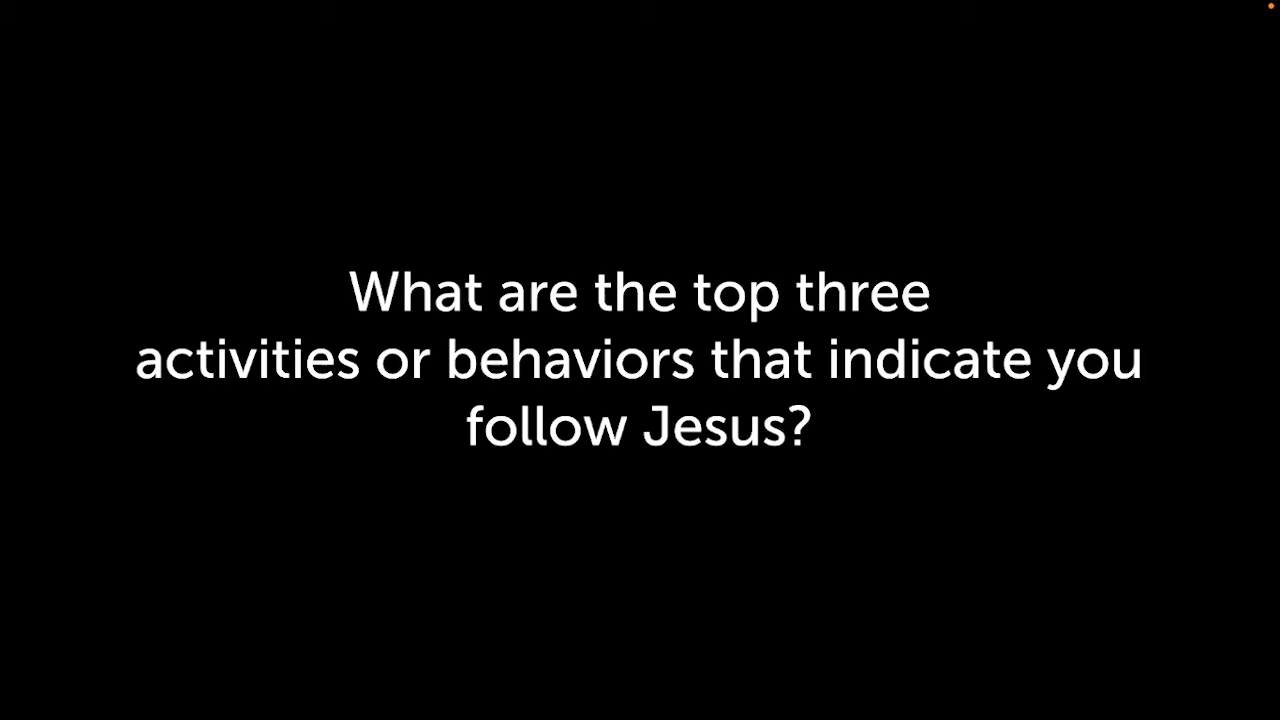 What are the top three
activities or behaviors that indicate you
follow Jesus?